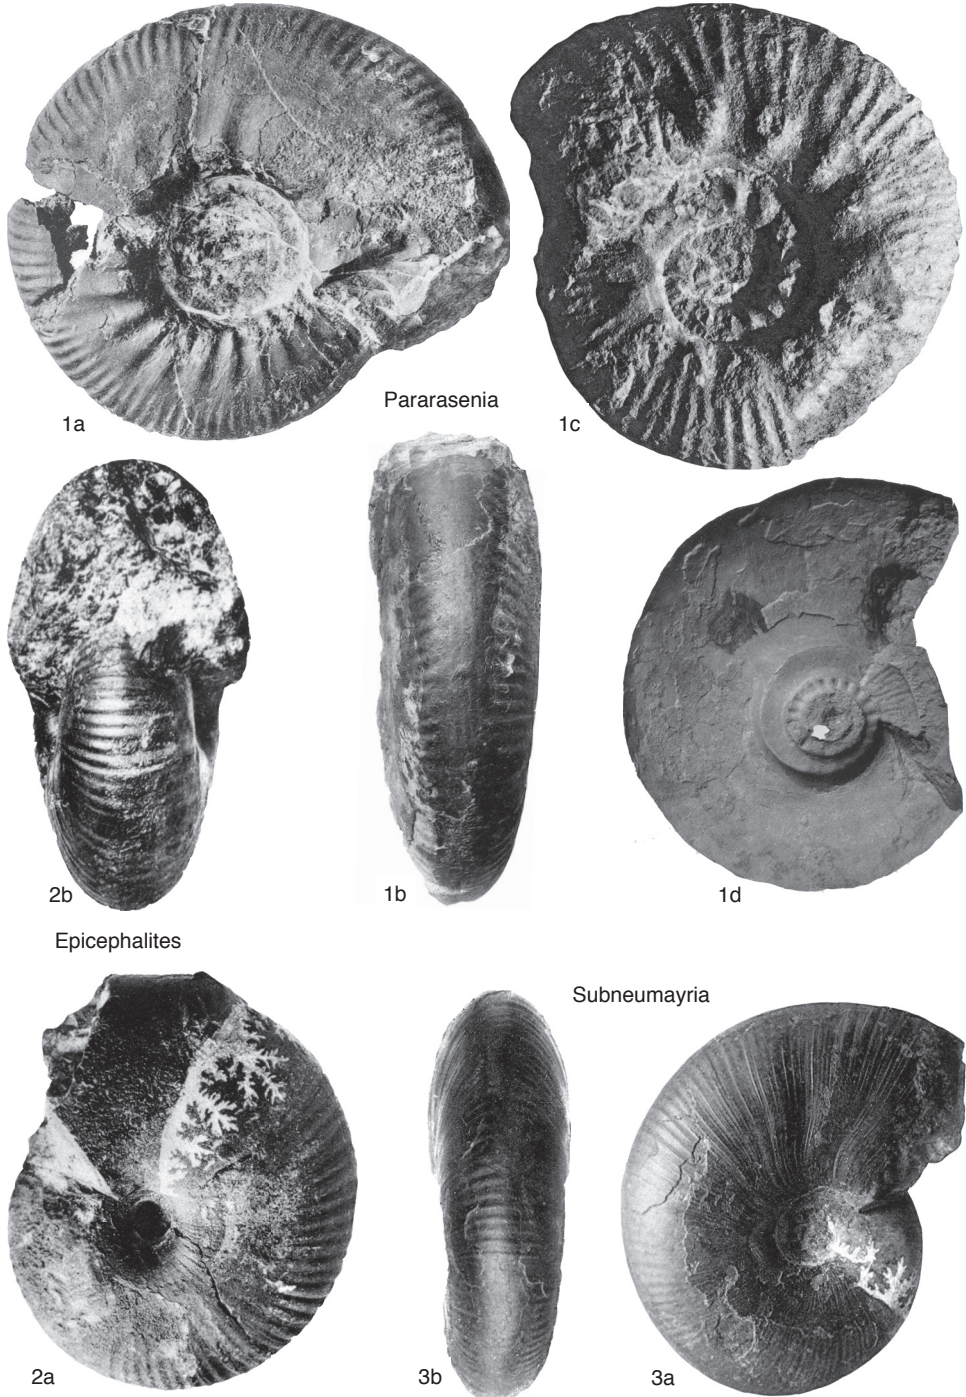 1a
Pararasenia
1c
2b
1b
1d
Epicephalites
Subneumayria
2a
3b
3a